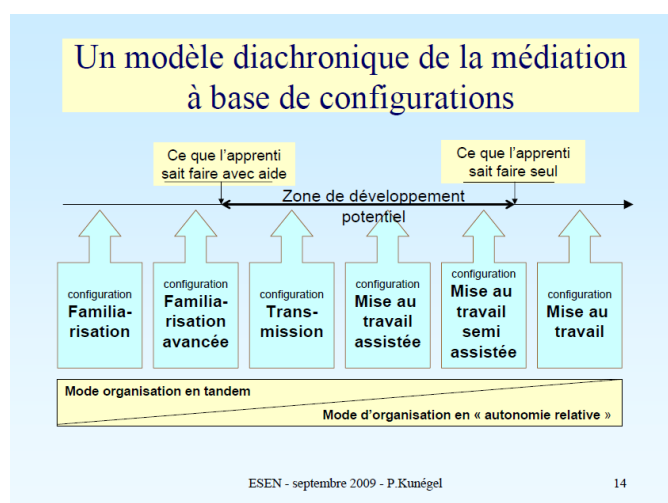 Un modèle diachronique de la médiation
à base de configurations
Ce que l'apprenti
sait faire avec aide
Ce que l'apprenti
sait faire seul
Zone de développement
potentiel
configuration
Familia-
risation
configuration
Familia-
risation
avancée
configuration
Trans-
mission
configuration
Mise au
travail
assistée
configuration
Mise au
travail
semi
assistée
configuration
Mise au
travail
Mode organisation en tandem
Mode d'organisation en « autonomie relative »
ESEN - septembre 2009 - P.Kunégel
14